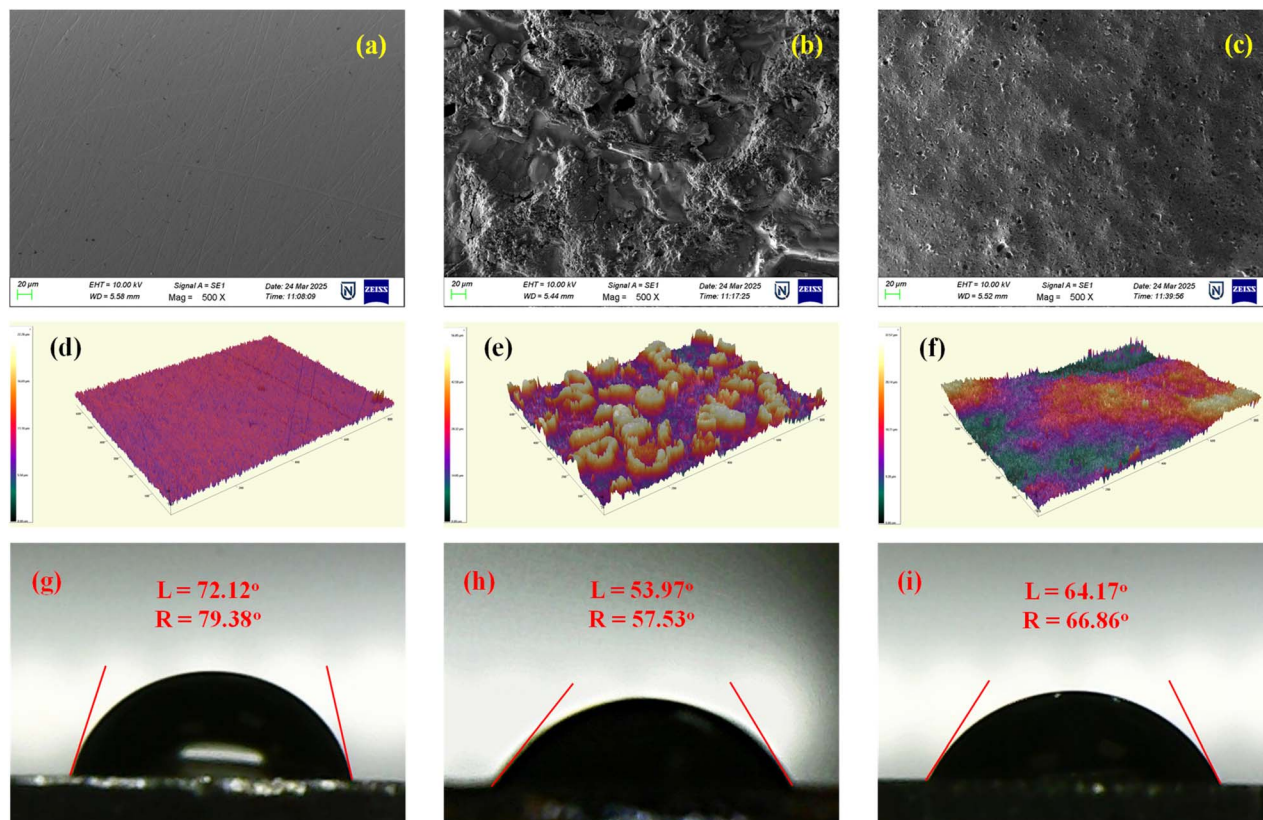 (a)
20 µm
EHT = 10.00 kV
Signal A = SE1
Date: 24 Mar 2025
WD = 5.58 mm
Mag = 500 X
Time: 11:08:09
N
ZEISS
(b)
20 µm
EHT = 10.00 kV
Signal A = SE1
Date: 24 Mar 2025
WD = 5.44 mm
Mag = 500 X
Time: 11:17:25
N
ZEISS
(c)
20 µm
EHT = 10.00 kV
Signal A = SE1
Date: 24 Mar 2025
WD = 5.52 mm
Mag = 500 X
Time: 11:39:56
N
ZEISS
(d)
(e)
(f)
(g)
L = 72.12°
R = 79.38°
(h)
L = 53.97°
R = 57.53°
(i)
L = 64.17°
R = 66.86°